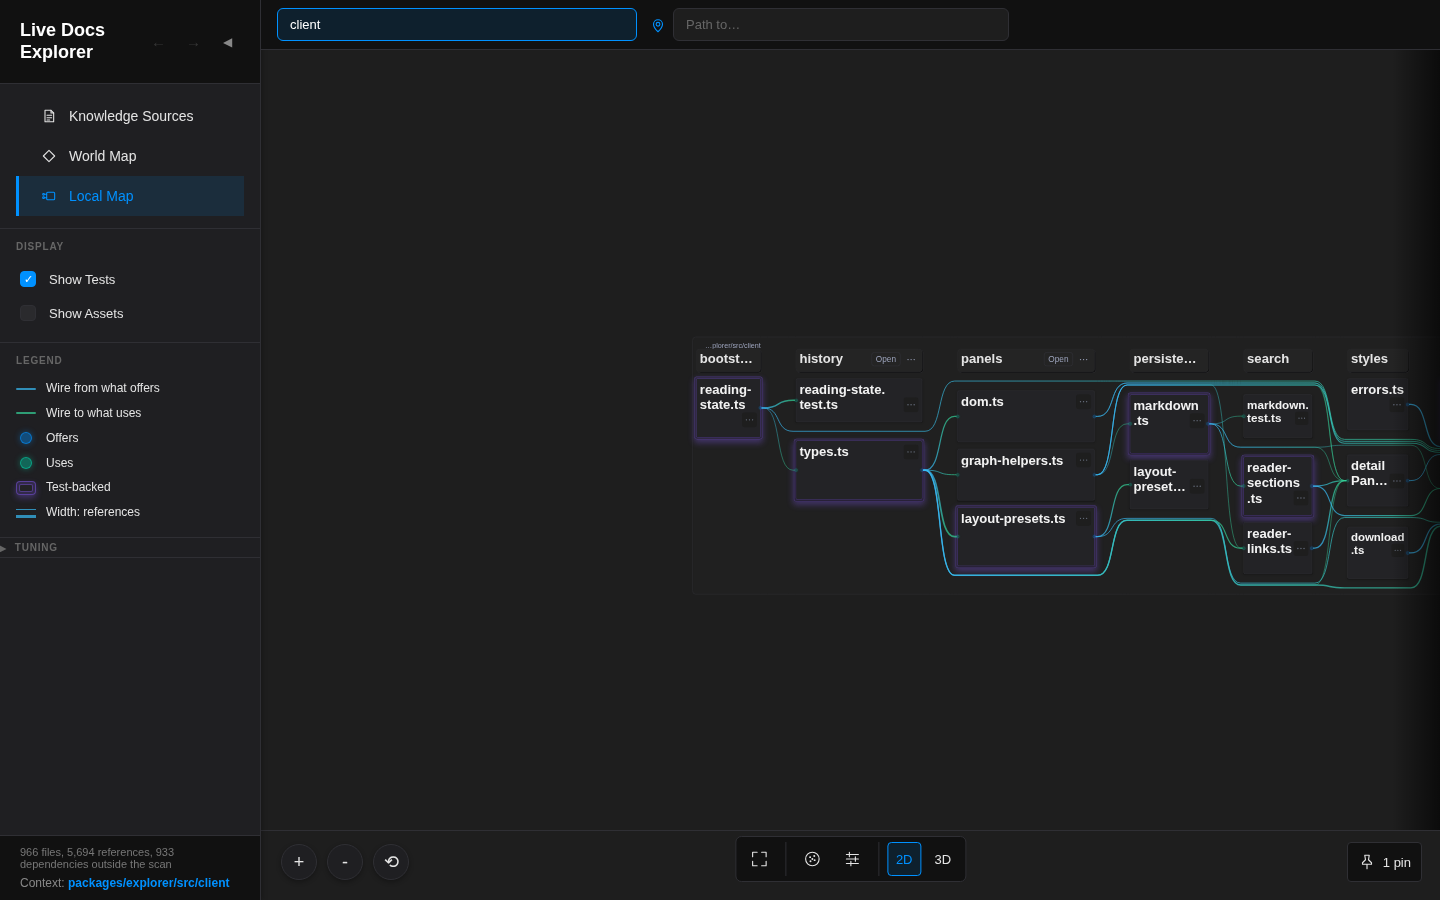 Live Docs
Explorer
←
→
◀
Knowledge Sources
World Map
Local Map
DISPLAY
✓ Show Tests
Show Assets
LEGEND
Wire from what offers
Wire to what uses
Offers
Uses
Test-backed
Width: references
▶ TUNING
966 files, 5,694 references, 933
dependencies outside the scan
Context: packages/explorer/src/client
client
Path to…
…plorer/src/client
bootst…
history Open ···
panels Open ···
persiste…
search
styles
reading-
state.ts
···
reading-state.
test.ts
···
types.ts ···
dom.ts ···
graph-helpers.ts ···
layout-presets.ts ···
markdown
.ts
···
layout-
preset…
···
markdown.
test.ts ···
reader-
sections
.ts
···
reader-
links.ts ···
errors.ts
···
detail
Pan… ···
download
.ts ···
+
-
⟲
2D
3D
1 pin